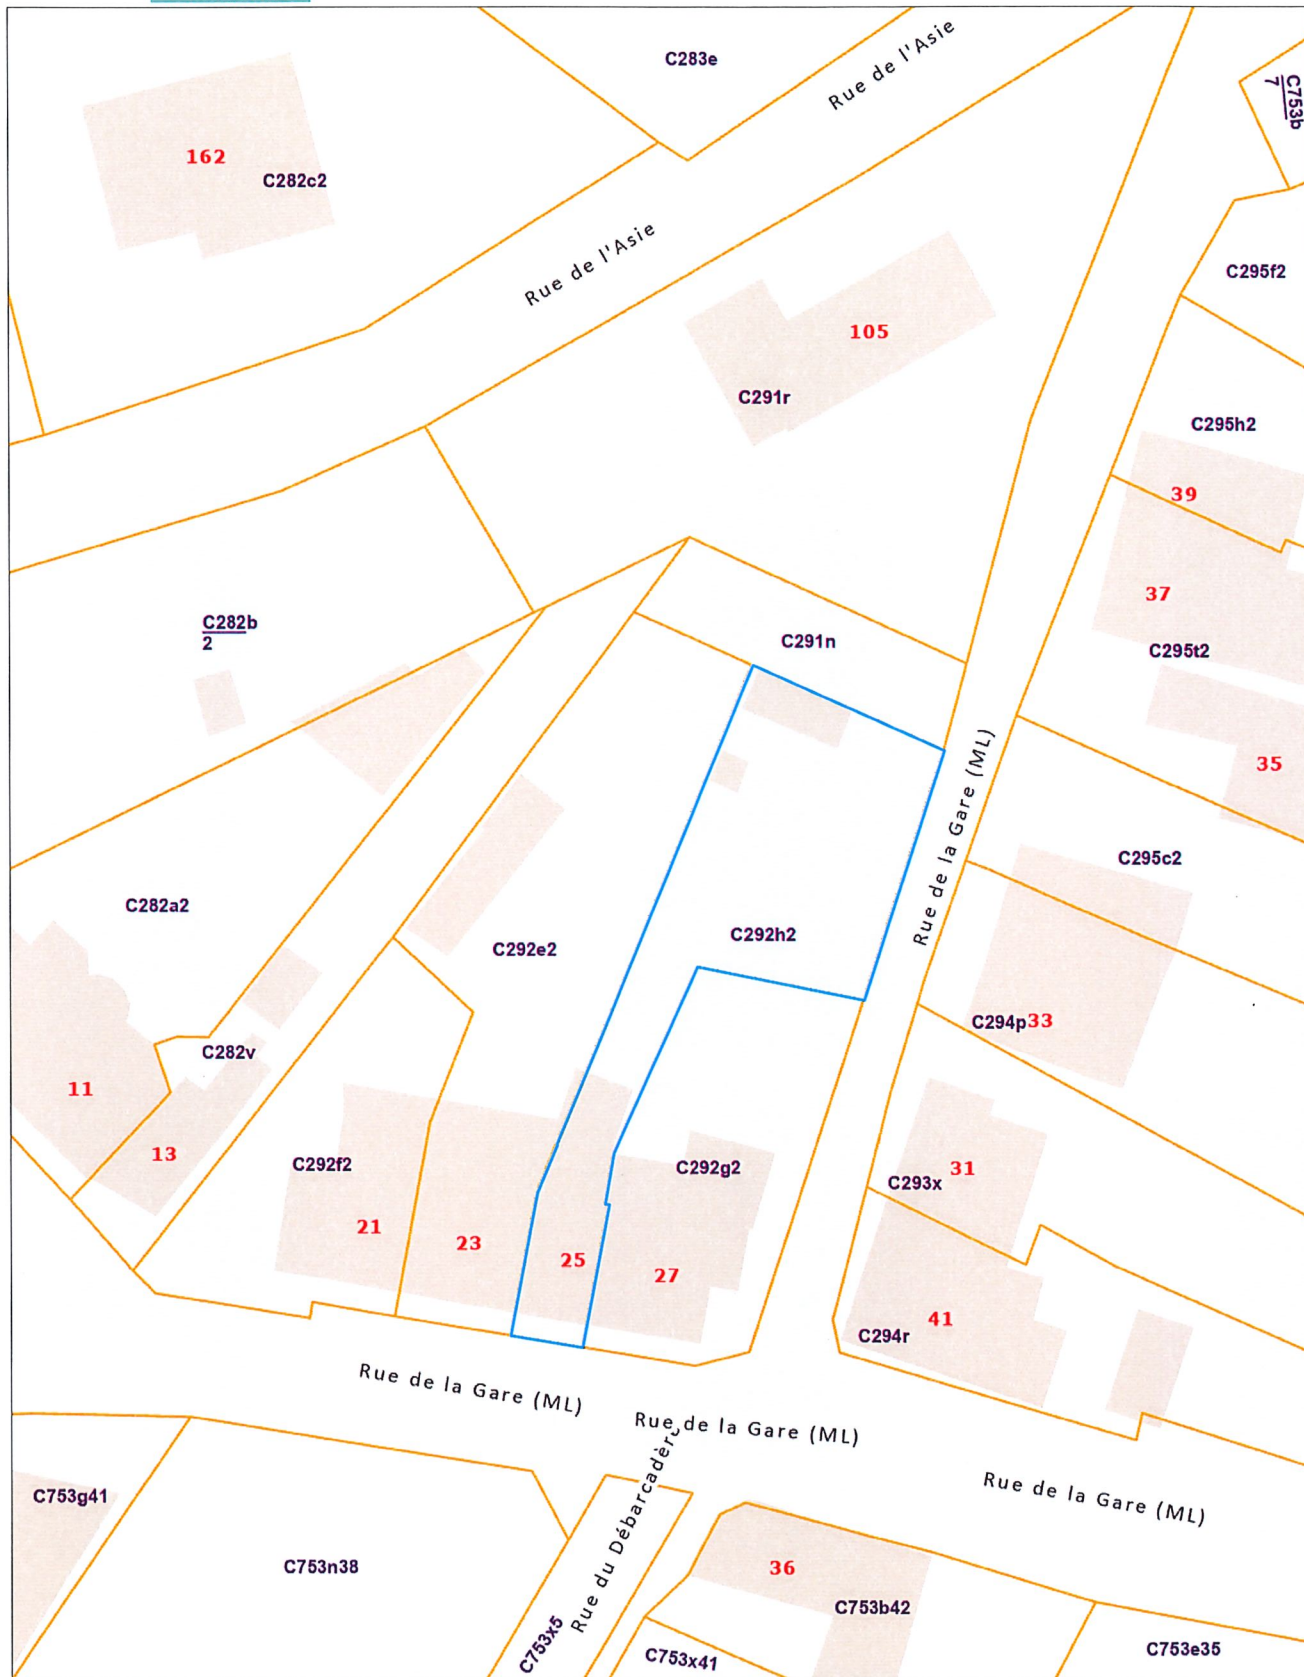 C283e
Rue de l'Asie
C753b
7
162
C282c2
Rue de l'Asie
C295f2
105
C291r
C295h2
39
37
C282b
2
C291n
C295t2
Rue de la Gare (ML)
35
C295c2
C282a2
C292e2
C292h2
C294p
33
C282v
11
13
C292f2
C292g2
31
C293x
21
23
25
27
41
C294r
Rue de la Gare (ML)
Rue de la Gare (ML)
Rue de la Gare (ML)
Rue du Débarcadère
C753g41
C753n38
36
C753b42
C753x5
C753x41
C753e35